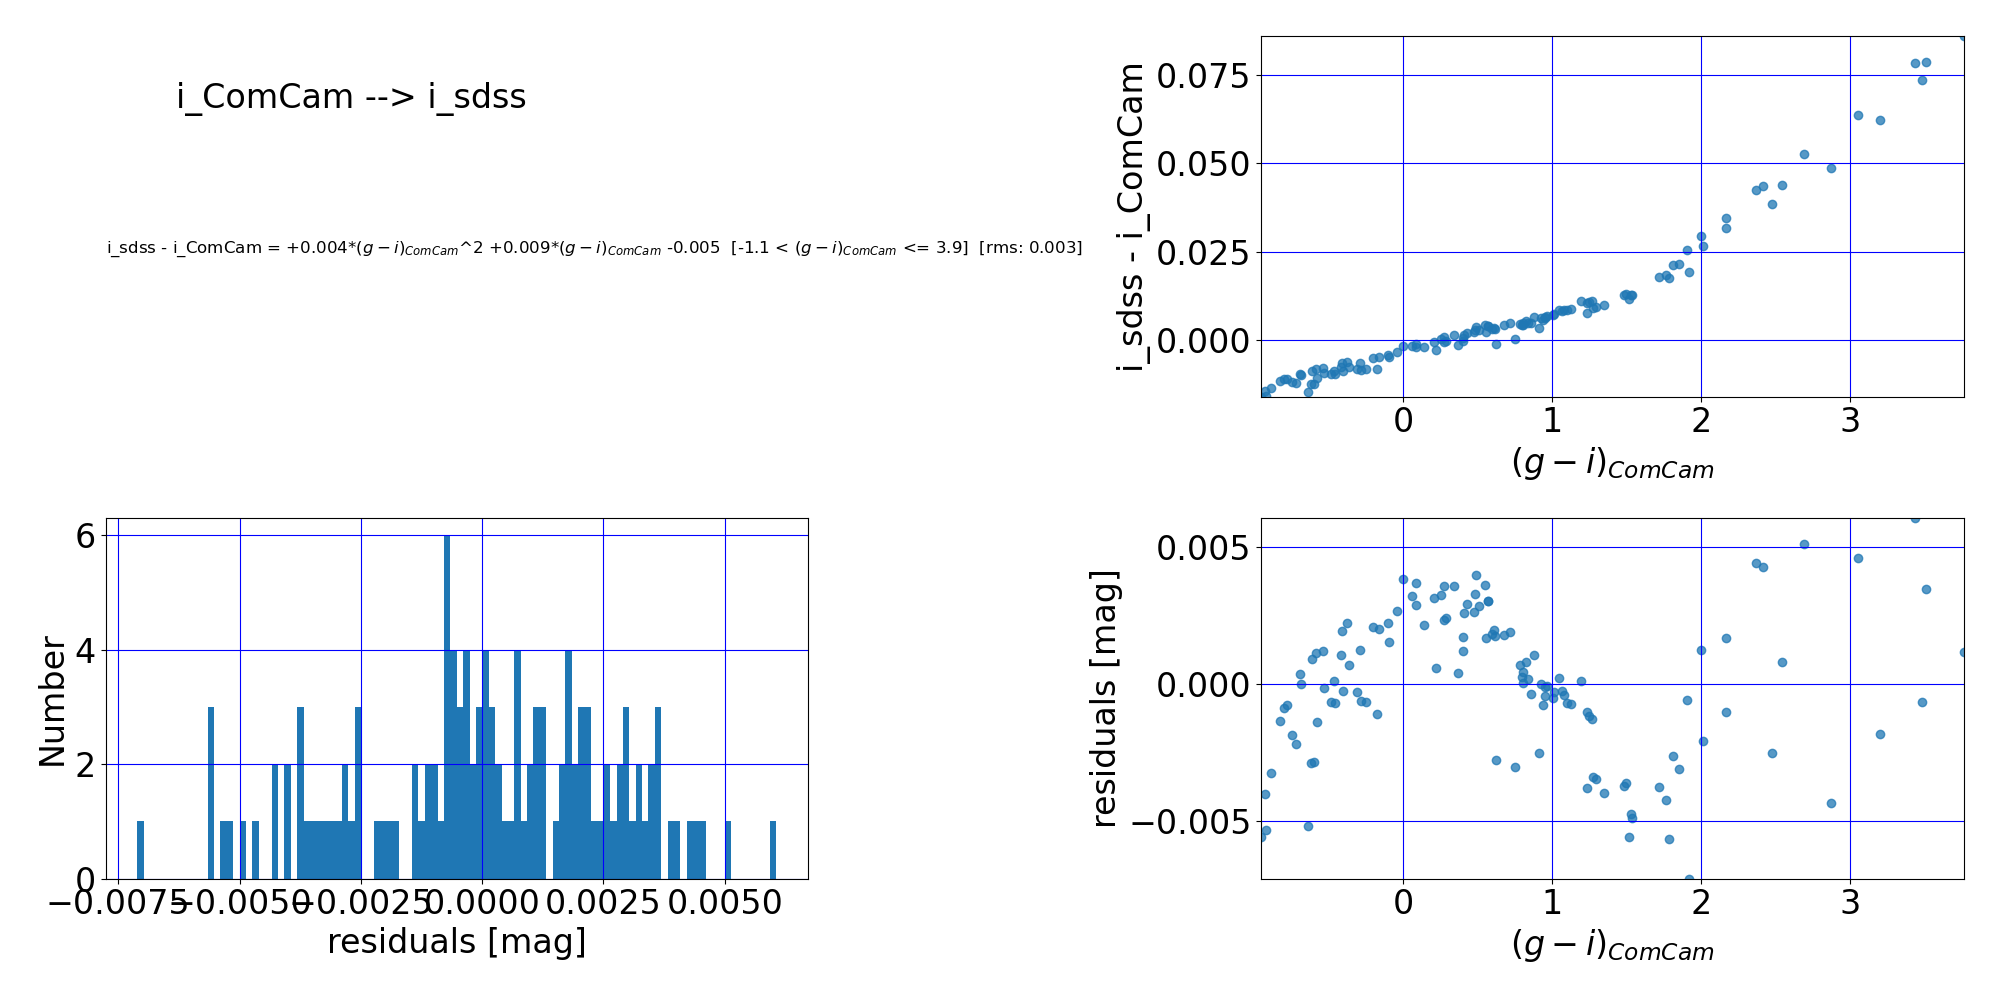 i_ComCam --> i_sdss
i_sdss - i_ComCam = +0.004*(g − i)ComCam^2 +0.009*(g − i)ComCam -0.005  [-1.1 < (g − i)ComCam <= 3.9]  [rms: 0.003]
i_sdss - i_ComCam
0.075
0.050
0.025
0.000
0 1 2 3
(g − i)ComCam
Number
6
4
2
0
−0.0075 −0.0050 −0.0025 0.0000 0.0025 0.0050
residuals [mag]
residuals [mag]
0.005
0.000
−0.005
0 1 2 3
(g − i)ComCam